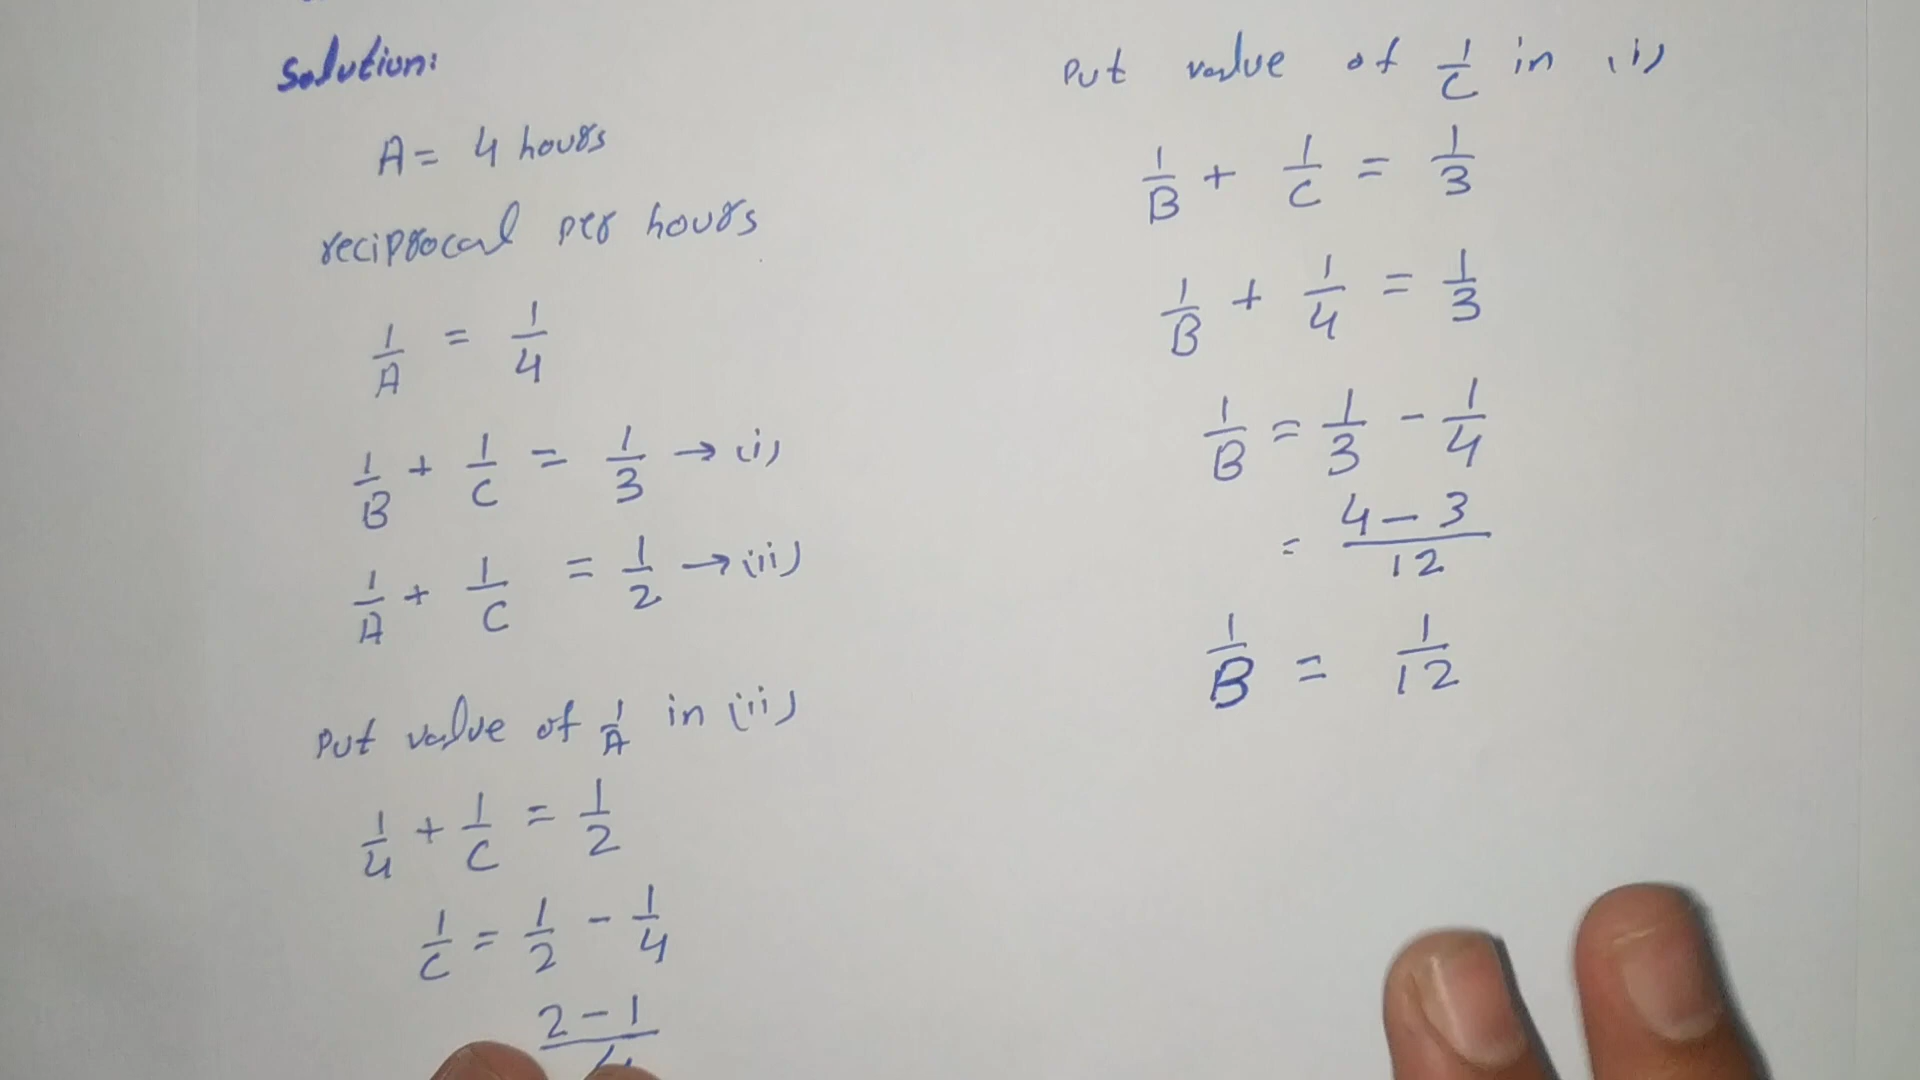 Solution:
A = 4 hours
reciprocal per hours
1/A = 1/4
1/B + 1/C = 1/3 → (i)
1/A + 1/C = 1/2 → (ii)
Put value of 1/A in (ii)
1/4 + 1/C = 1/2
1/C = 1/2 - 1/4
2 - 1
Put value of 1/C in (i)
1/B + 1/C = 1/3
1/B + 1/4 = 1/3
1/B = 1/3 - 1/4
= 4 - 3/12
1/B = 1/12